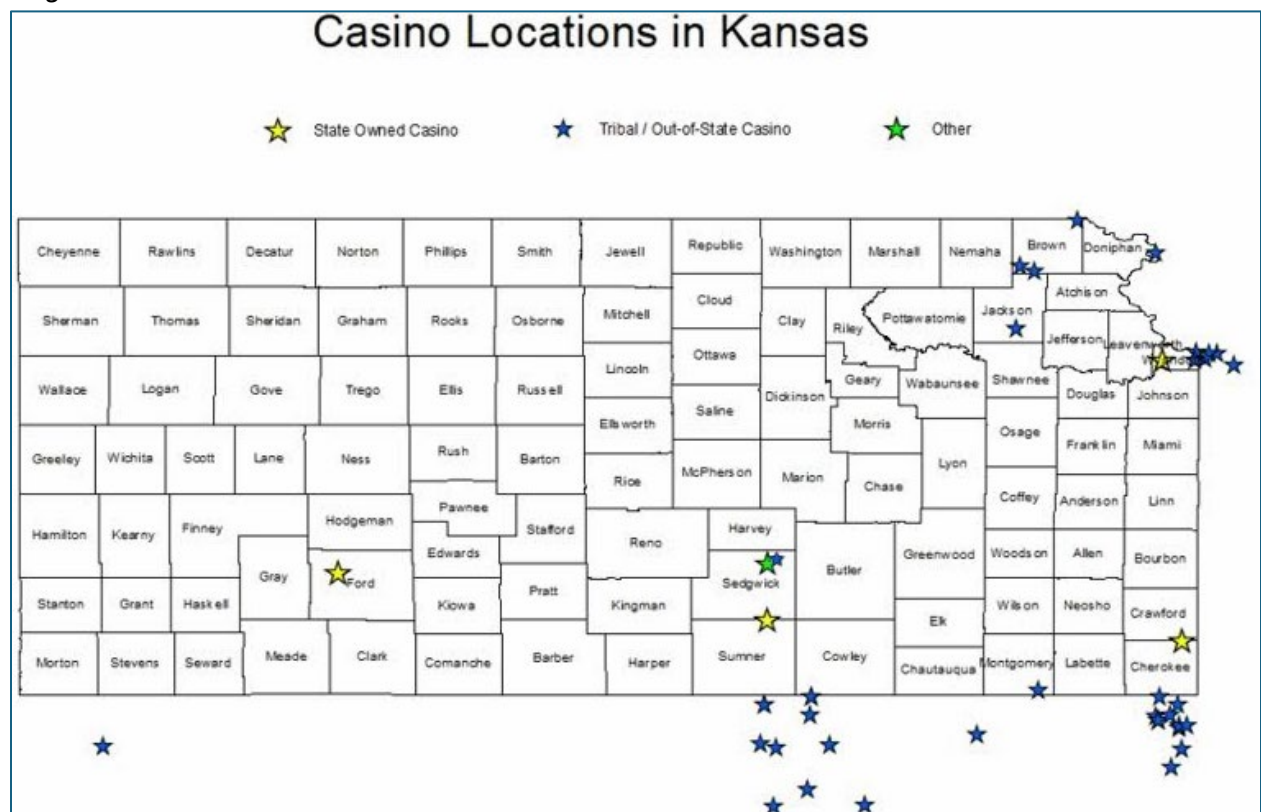 Casino Locations in Kansas
State Owned Casino Tribal / Out-of-State Casino Other
Cheyenne Rawlins Decatur Norton Phillips Smith Jewell Republic Washington Marshall Nemaha Brown Doniphan
Atchison
Sherman Thomas Sheridan Graham Rooks Osborne Mitchell Cloud Clay Riley Pottawatomie Jackson
Jefferson Leavenworth
Ottawa
Wallace Logan Gove Trego Ellis Russell Lincoln Dickinson Geary Wabaunsee Shawnee Douglas Johnson
Saline
Ellsworth Morris
Greeley Wichita Scott Lane Ness Rush Barton Osage Franklin Miami
Rice McPherson Marion Chase Lyon
Hamilton Kearny Finney Hodgeman Pawnee Stafford Coffey Anderson Linn
Reno Harvey
Gray Ford Edwards Sedgwick Butler Greenwood Woodson Allen Bourbon
Stanton Grant Haskell Kiowa Pratt Kingman Elk Wilson Neosho Crawford
Morton Stevens Seward Meade Clark Comanche Barber Harper Sumner Cowley Chautauqua Montgomery Labette Cherokee